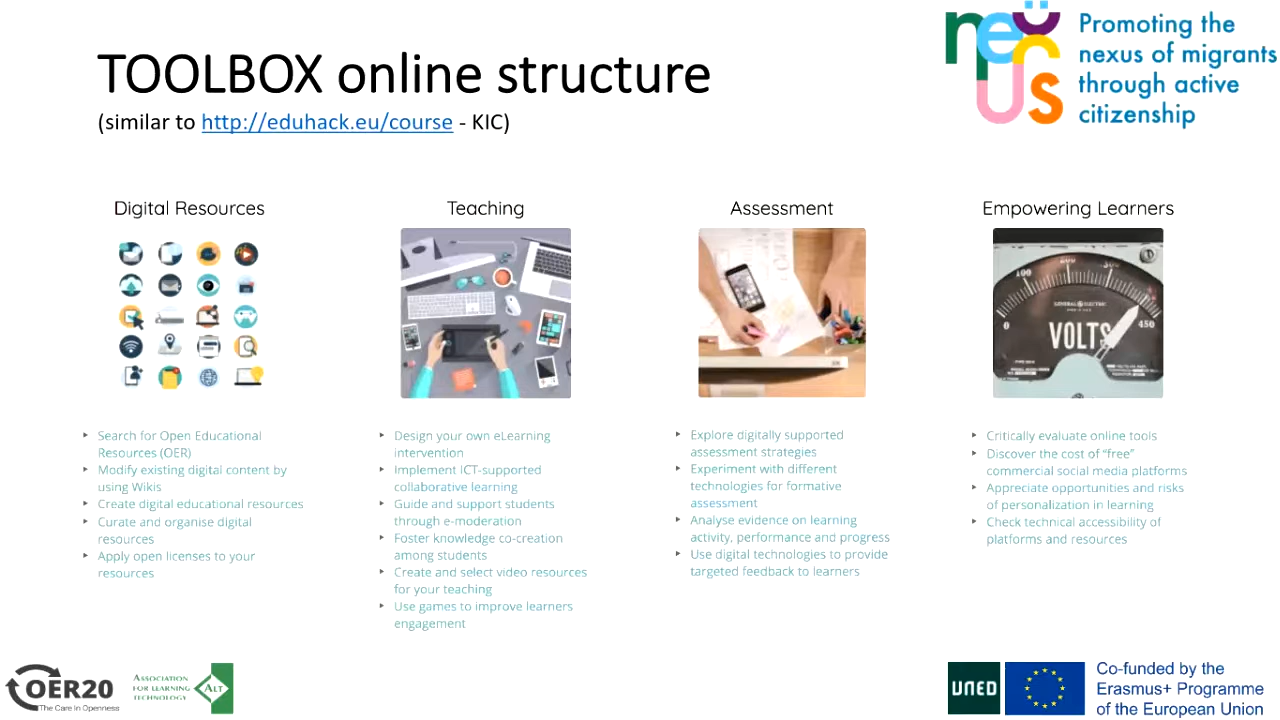 TOOLBOX online structure
(similar to http://eduhack.eu/course - KIC)
nexus
Promoting the
nexus of migrants
through active
citizenship
Digital Resources
‣ Search for Open Educational
Resources (OER)
‣ Modify existing digital content by
using Wikis
‣ Create digital educational resources
‣ Curate and organise digital
resources
‣ Apply open licenses to your
resources
Teaching
‣ Design your own eLearning
intervention
‣ Implement ICT-supported
collaborative learning
‣ Guide and support students
through e-moderation
‣ Foster knowledge co-creation
among students
‣ Create and select video resources
for your teaching
‣ Use games to improve learners
engagement
Assessment
‣ Explore digitally supported
assessment strategies
‣ Experiment with different
technologies for formative
assessment
‣ Analyse evidence on learning
activity, performance and progress
‣ Use digital technologies to provide
targeted feedback to learners
Empowering Learners
0 100 200 300 450
GENERAL ELECTRIC
VOLTS
‣ Critically evaluate online tools
‣ Discover the cost of “free”
commercial social media platforms
‣ Appreciate opportunities and risks
of personalization in learning
‣ Check technical accessibility of
platforms and resources
OER20
The Care In Openness
ASSOCIATION
FOR LEARNING
TECHNOLOGY
ALT
UNED
Co-funded by the
Erasmus+ Programme
of the European Union